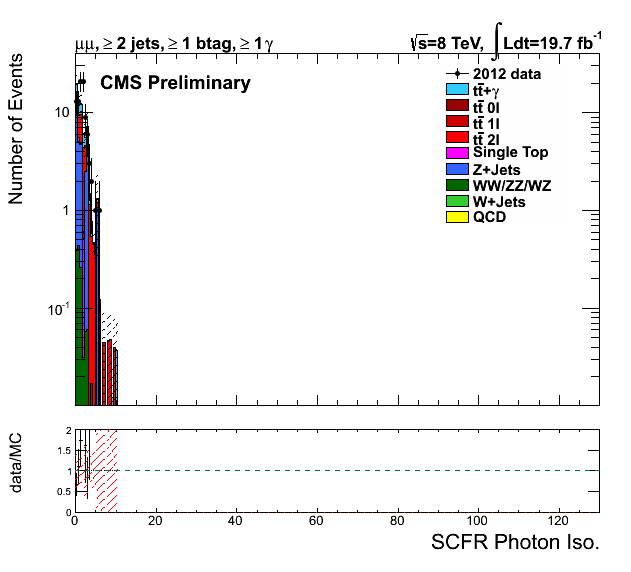 μμ, ≥ 2 jets, ≥ 1 btag, ≥ 1 γ
√s=8 TeV, ∫ Ldt=19.7 fb⁻¹
CMS Preliminary
2012 data
tt̄+γ
tt̄ 0l
tt̄ 1l
tt̄ 2l
Single Top
Z+Jets
WW/ZZ/WZ
W+Jets
QCD
Number of Events
10
1
10⁻¹
data/MC
2
1.5
1
0.5
0
0 20 40 60 80 100 120
SCFR Photon Iso.